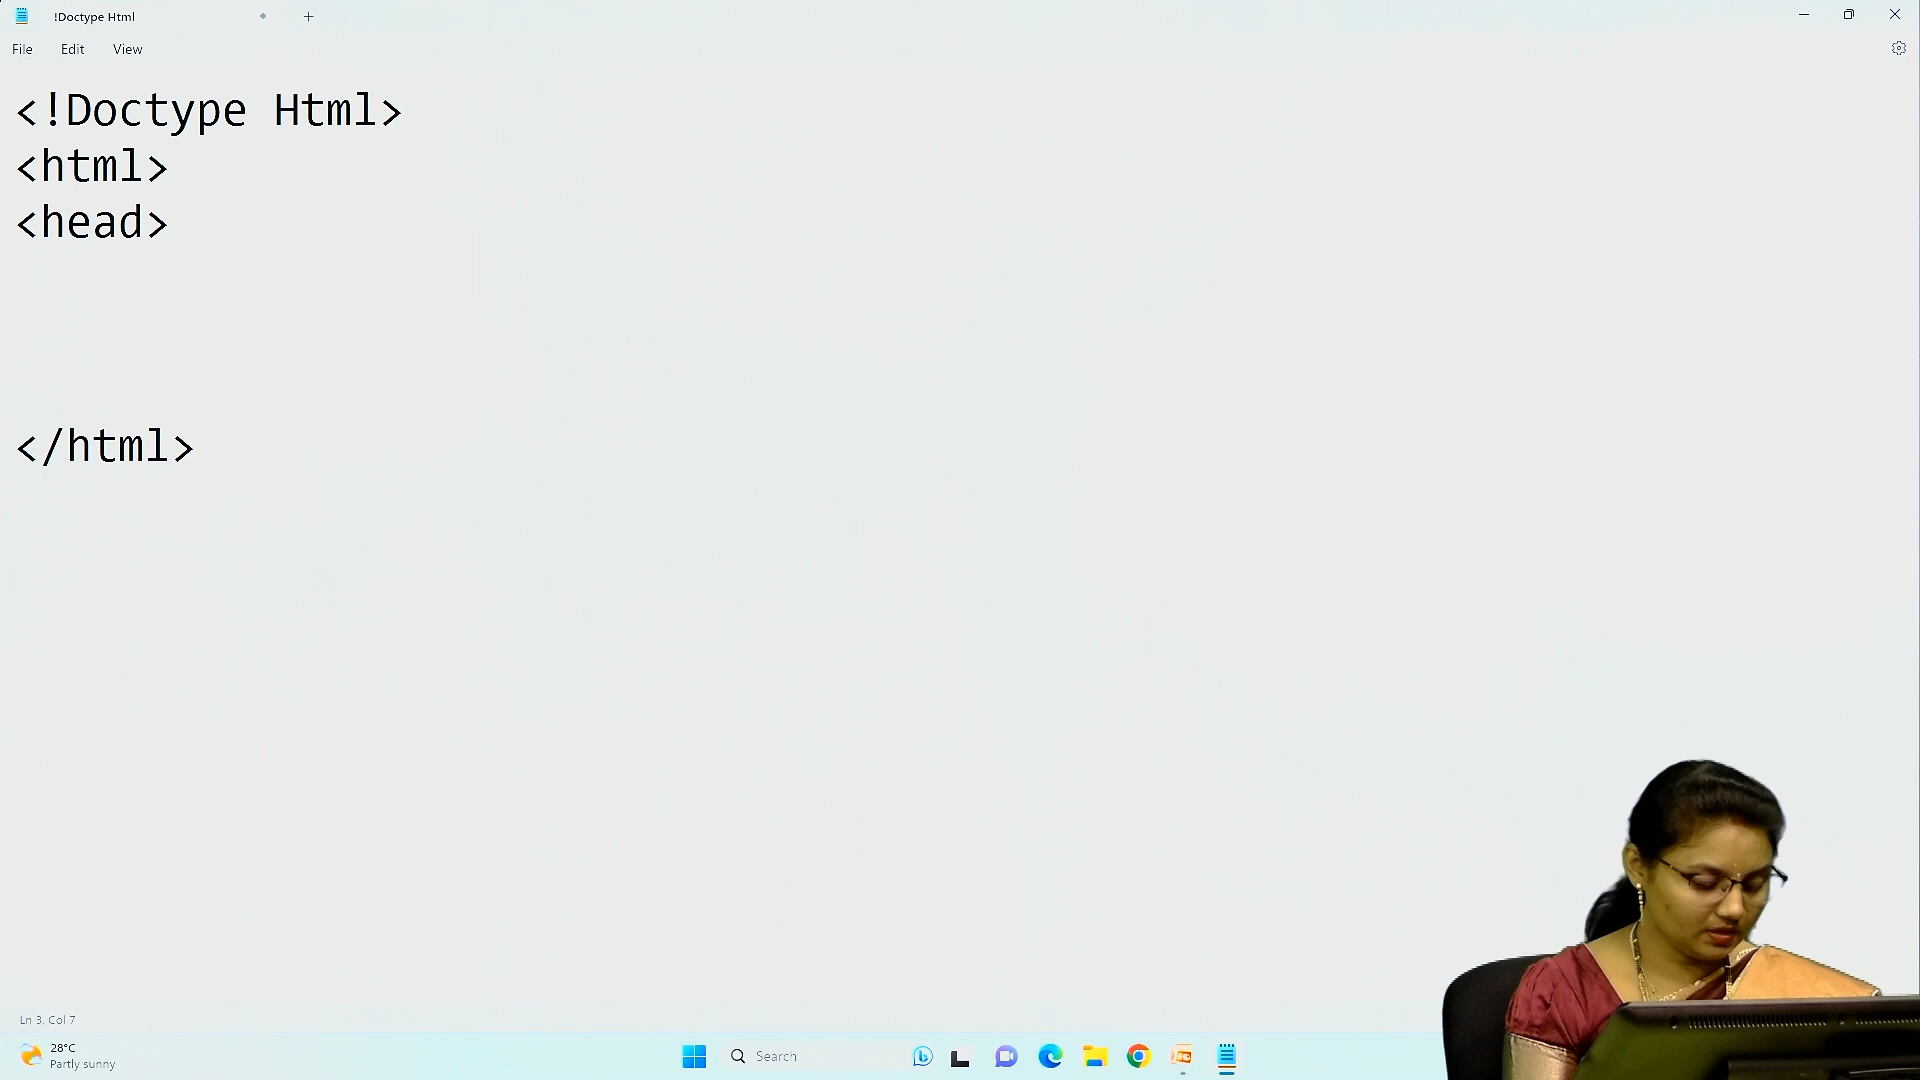 !Doctype Html
File Edit View
<!Doctype Html>
<html>
<head>
</html>
Ln 3, Col 7
28°C
Partly sunny
Search